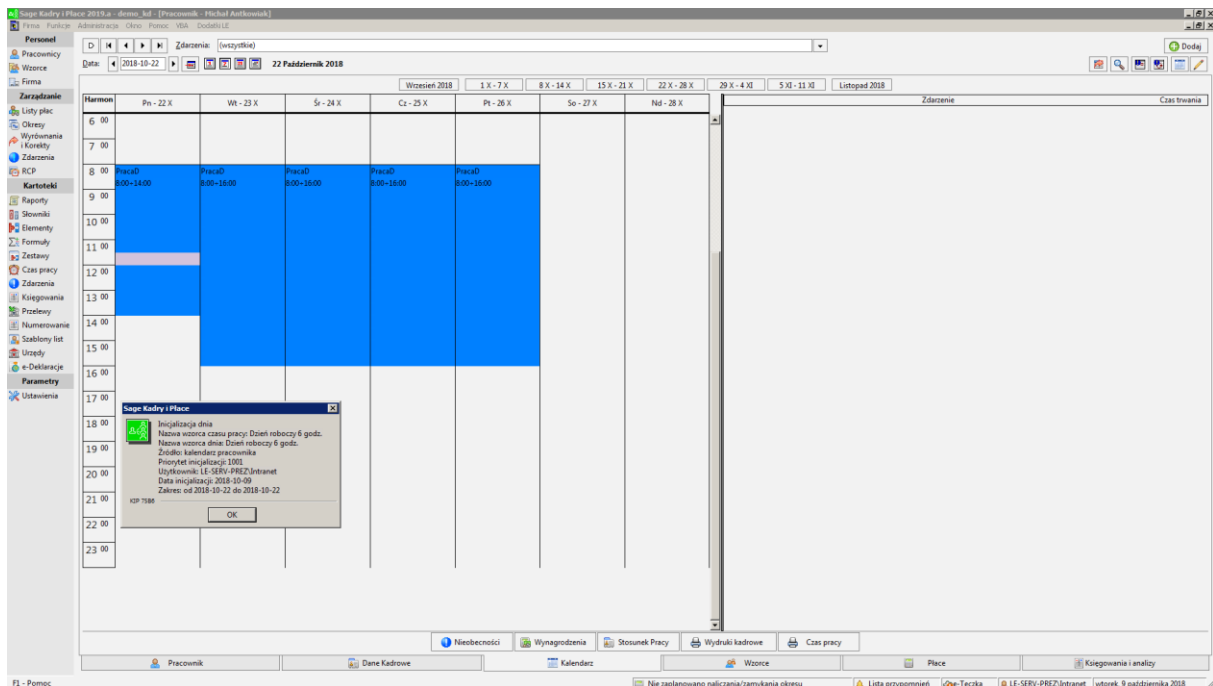 Sage Kadry i Płace 2019.a - demo_kd - [Pracownik - Michał Antkowiak]
Firma Funkcje Administracja Okno Pomoc VBA Dodatki LE
Personel
Pracownicy
Wzorce
Firma
Zarządzanie
Listy płac
Okresy
Wyrównania
i Korekty
Zdarzenia
RCP
Kartoteki
Raporty
Słowniki
Elementy
Formuły
Zestawy
Czas pracy
Zdarzenia
Księgowania
Przelewy
Numerowanie
Szablony list
Urzędy
e-Deklaracje
Parametry
Ustawienia
D Zdarzenia: (wszystkie) Dodaj
Data: 2018-10-22 22 Październik 2018
Wrzesień 2018 1 X - 7 X 8 X - 14 X 15 X - 21 X 22 X - 28 X 29 X - 4 XI 5 XI - 11 XI Listopad 2018
Harmon Pn - 22 X Wt - 23 X Śr - 24 X Cz - 25 X Pt - 26 X So - 27 X Nd - 28 X Zdarzenie Czas trwania
6 00
7 00
8 00 PracaD PracaD PracaD PracaD PracaD
8:00~14:00 8:00~16:00 8:00~16:00 8:00~16:00 8:00~16:00
9 00
10 00
11 00
12 00
13 00
14 00
15 00
16 00
17 00
18 00
19 00
20 00
21 00
22 00
23 00
Sage Kadry i Płace
Inicjalizacja dnia
Nazwa wzorca czasu pracy: Dzień roboczy 6 godz.
Nazwa wzorca dnia: Dzień roboczy 6 godz.
Źródło: kalendarz pracownika
Priorytet inicjalizacji: 1001
Użytkownik: LE-SERV-PREZ\Intranet
Data inicjalizacji: 2018-10-09
Zakres: od 2018-10-22 do 2018-10-22
KIP 7586
OK
Nieobecności Wynagrodzenia Stosunek Pracy Wydruki kadrowe Czas pracy
Pracownik Dane Kadrowe Kalendarz Wzorce Płace Księgowania i analizy
F1 - Pomoc Nie zaplanowano naliczania/zamykania okresu Lista przypomnień e-Teczka LE-SERV-PREZ\Intranet wtorek, 9 października 2018